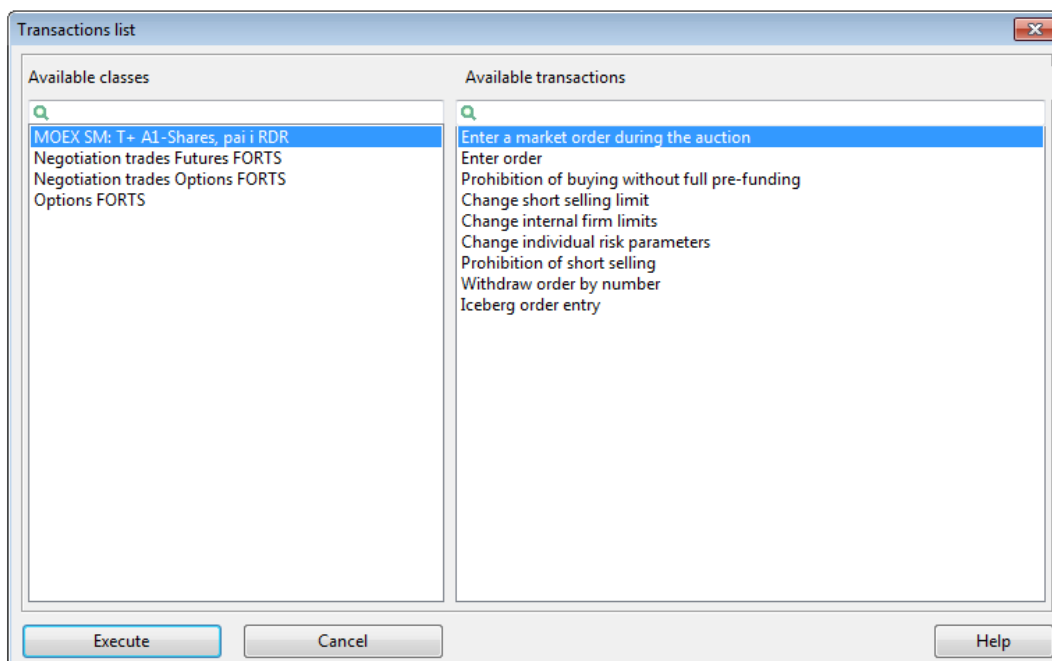 Transactions list
Available classes
Available transactions
MOEX SM: T+ A1-Shares, pai i RDR
Negotiation trades Futures FORTS
Negotiation trades Options FORTS
Options FORTS
Enter a market order during the auction
Enter order
Prohibition of buying without full pre-funding
Change short selling limit
Change internal firm limits
Change individual risk parameters
Prohibition of short selling
Withdraw order by number
Iceberg order entry
Execute
Cancel
Help